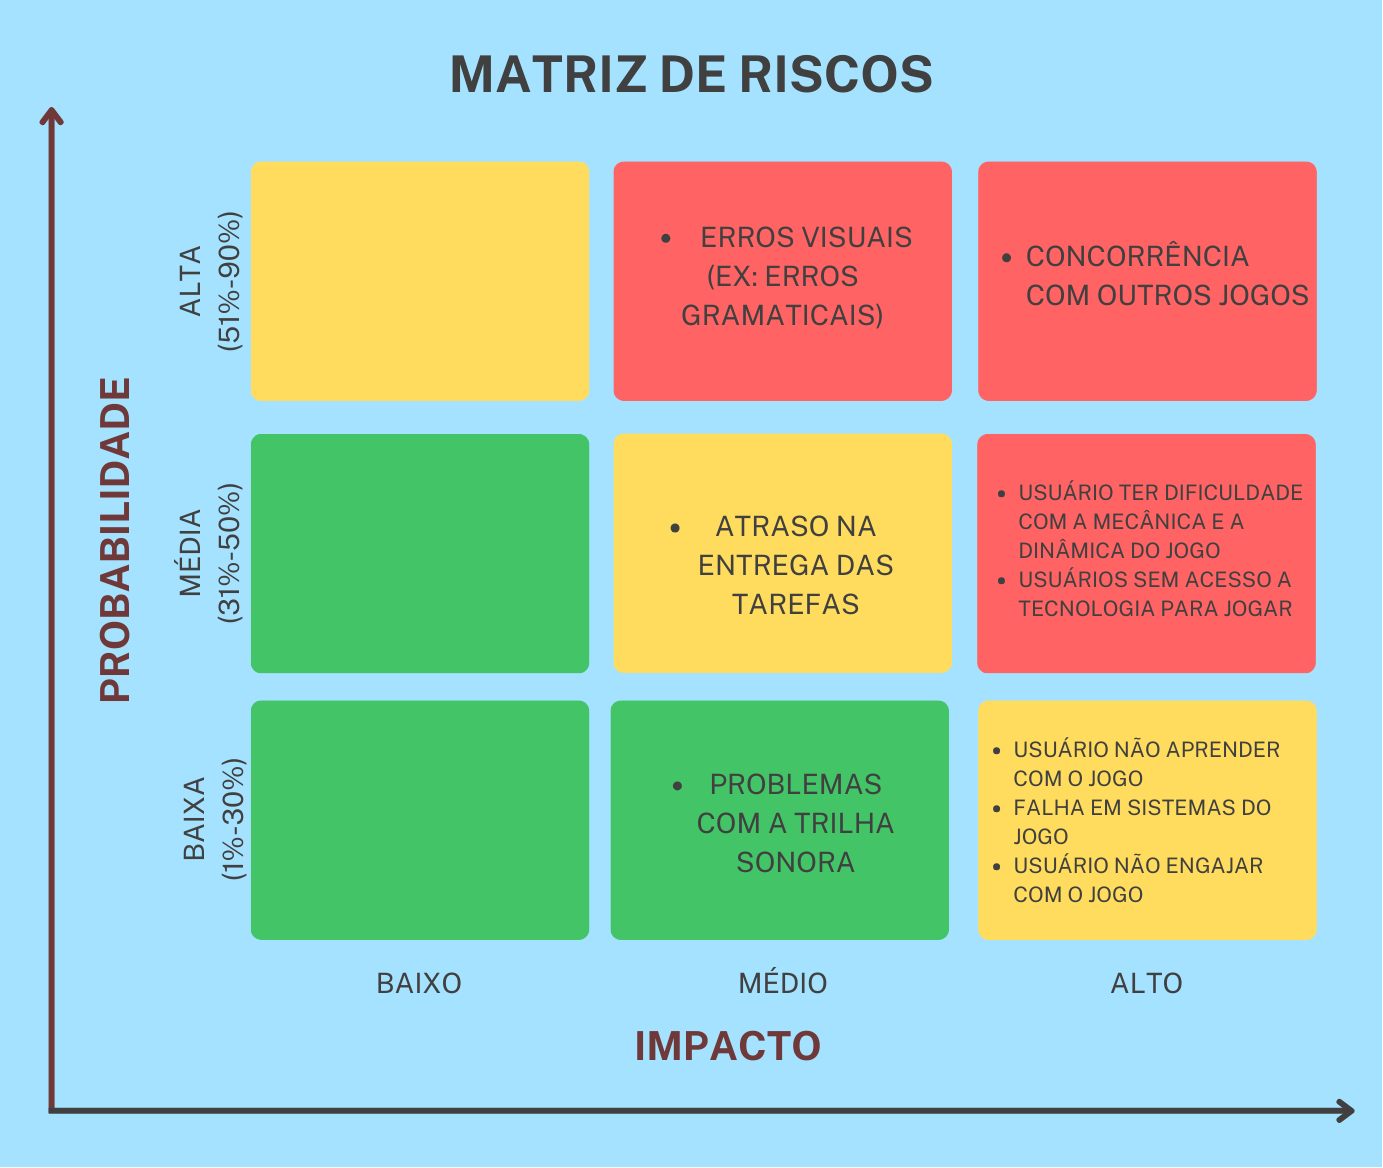 MATRIZ DE RISCOS
PROBABILIDADE
ALTA
(51%-90%)
• ERROS VISUAIS
(EX: ERROS
GRAMATICAIS)
• CONCORRÊNCIA
COM OUTROS JOGOS
MÉDIA
(31%-50%)
• ATRASO NA
ENTREGA DAS
TAREFAS
• USUÁRIO TER DIFICULDADE
COM A MECÂNICA E A
DINÂMICA DO JOGO
• USUÁRIOS SEM ACESSO A
TECNOLOGIA PARA JOGAR
BAIXA
(1%-30%)
• PROBLEMAS
COM A TRILHA
SONORA
• USUÁRIO NÃO APRENDER
COM O JOGO
• FALHA EM SISTEMAS DO
JOGO
• USUÁRIO NÃO ENGAJAR
COM O JOGO
BAIXO
MÉDIO
ALTO
IMPACTO